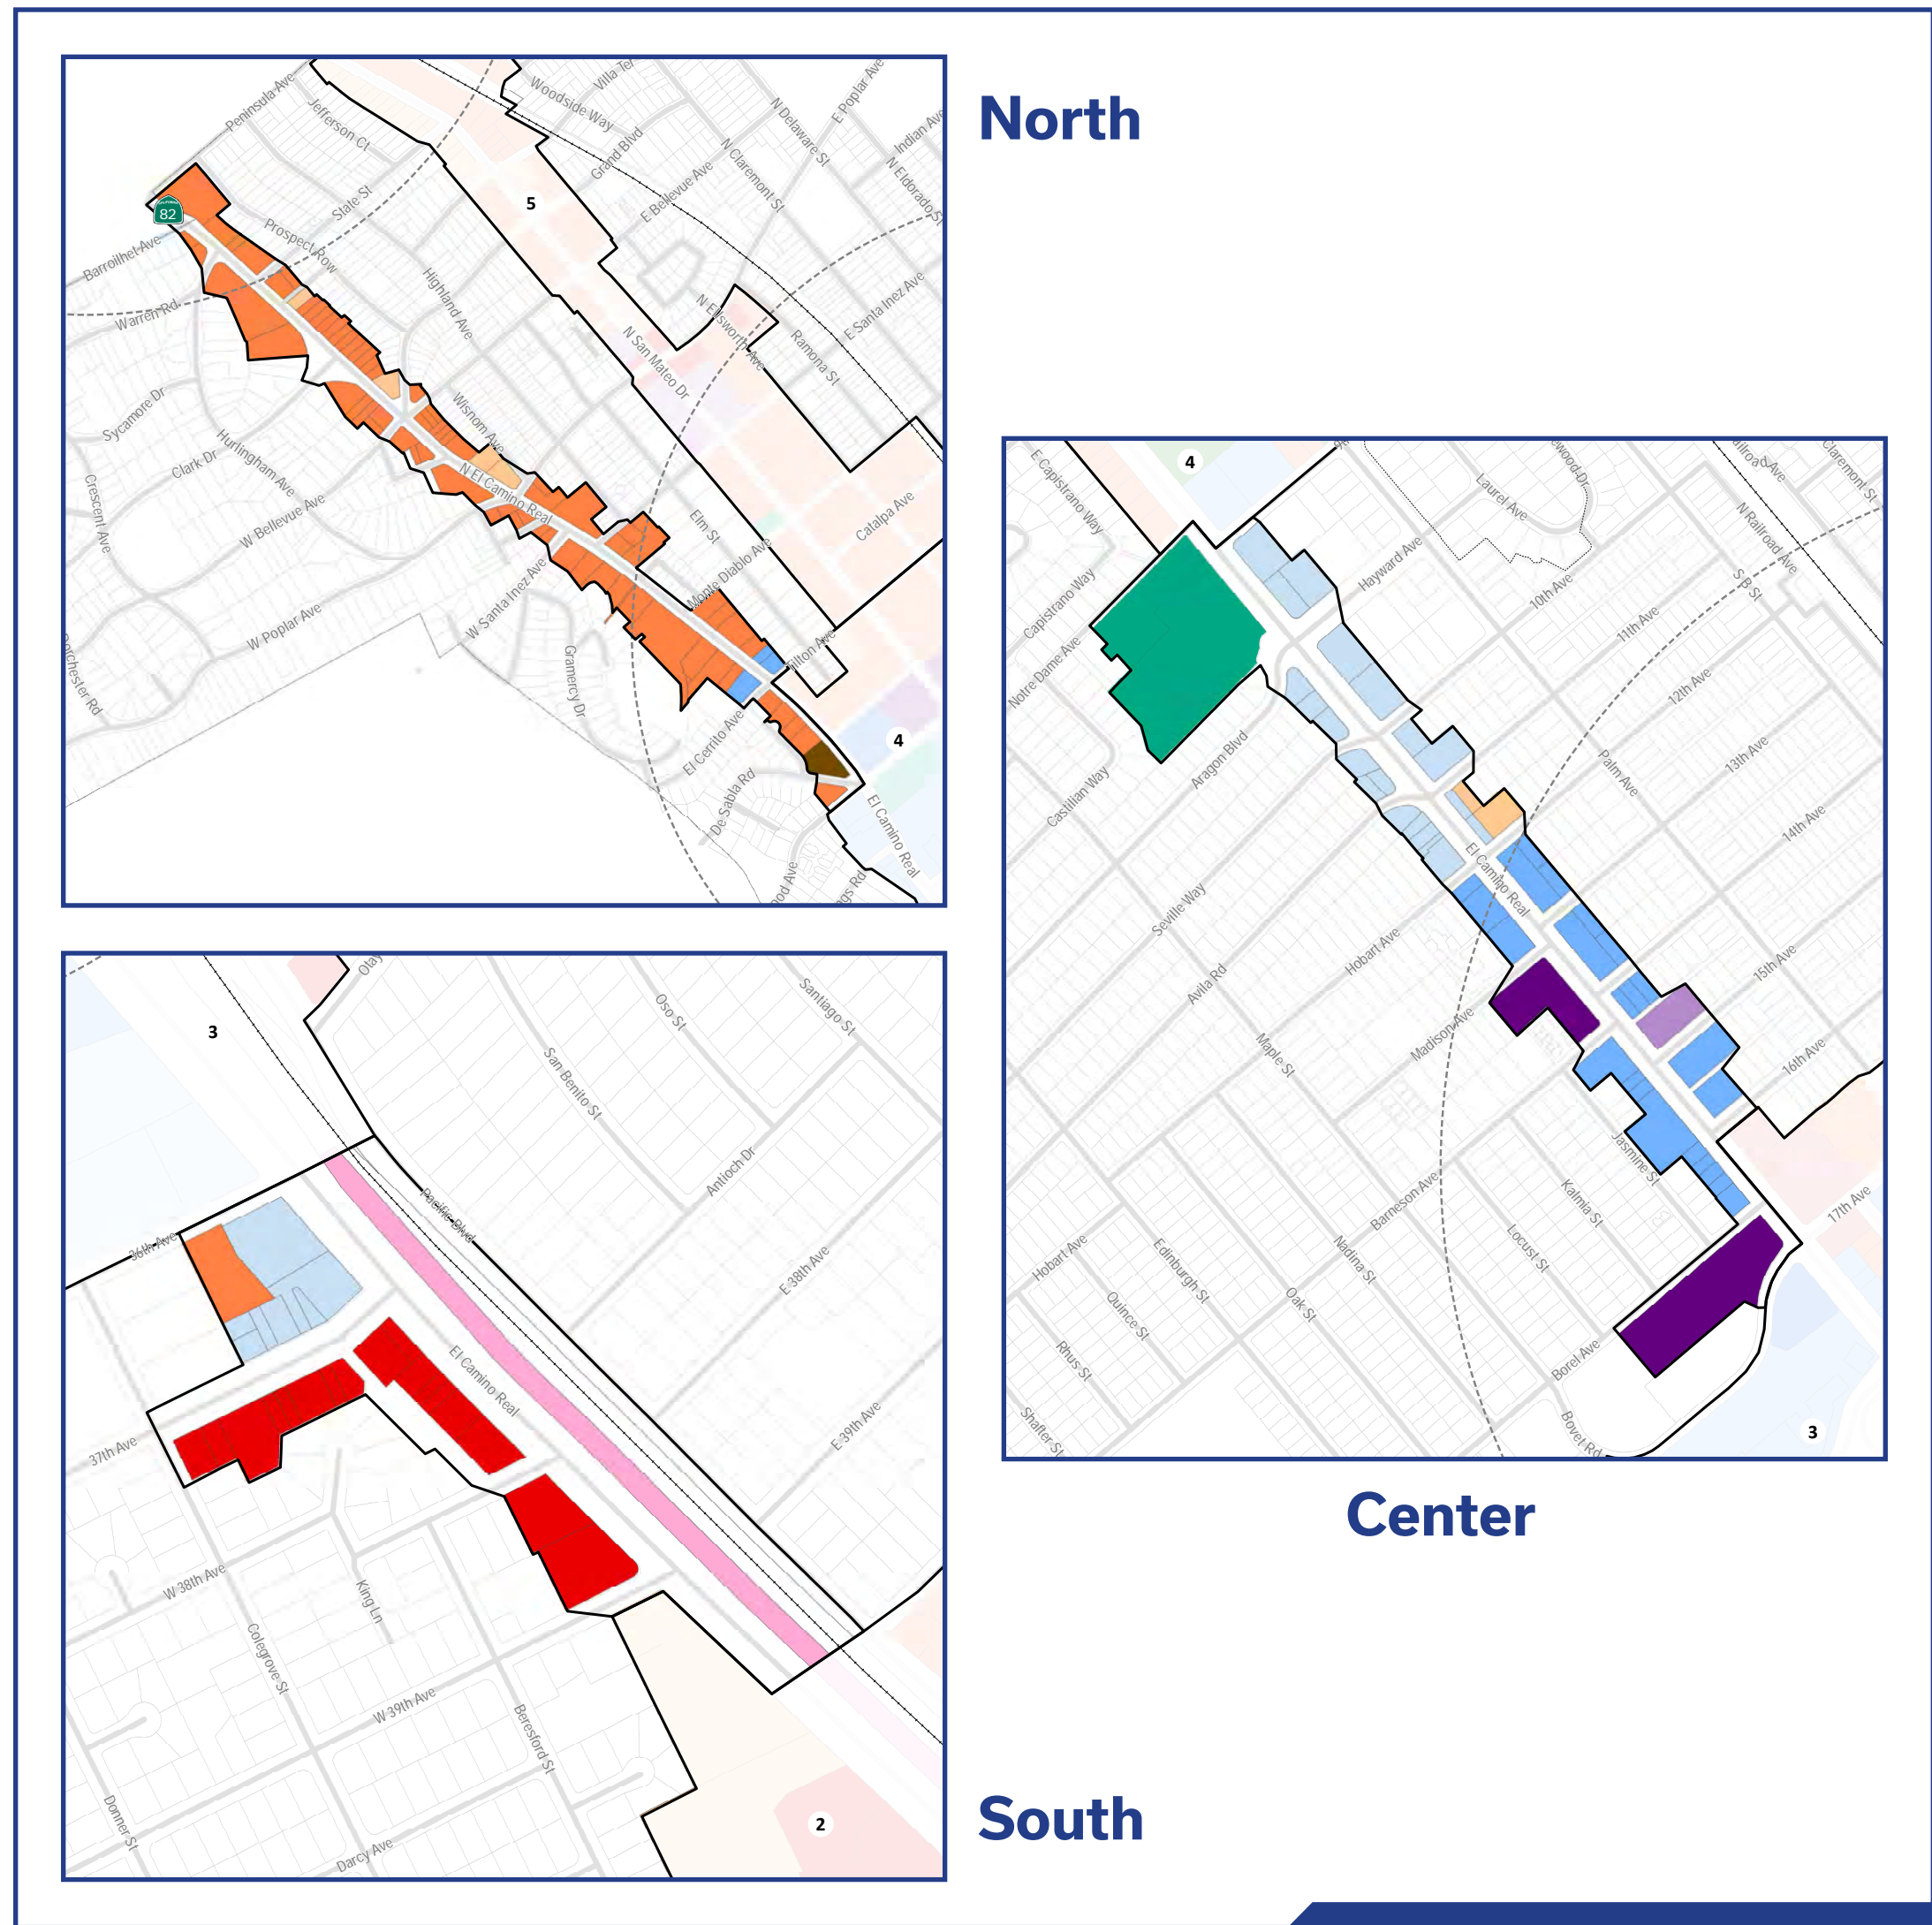 North
Peninsula Ave
Jefferson Ct
Woodside Way
Villa Ter
N Delaware St
E Poplar Ave
Indian Ave
Grand Blvd
N Claremont St
N Eldorado St
State St
E Bellevue Ave
5
82
Barroilhet Ave
Prospect Row
Warren Rd
Highland Ave
N San Mateo Dr
N Ellsworth Ave
Ramona St
E Santa Inez Ave
Sycamore Dr
Clark Dr
Hurlingham Ave
Wisnom Ave
N El Camino Real
Crescent Ave
W Bellevue Ave
Elm St
Catalpa Ave
Monte Diablo Ave
W Santa Inez Ave
W Poplar Ave
Gramercy Dr
Tilton Ave
El Cerrito Ave
4
De Sabla Rd
El Camino Real
4
E Capistrano Way
Laurel Ave
N Railroad Ave
Claremont St
Hayward Ave
10th Ave
S B St
Capistrano Way
11th Ave
Notre Dame Ave
12th Ave
Aragon Blvd
Palm Ave
13th Ave
Castilian Way
14th Ave
El Camino Real
Seville Way
Hobart Ave
15th Ave
Avila Rd
Madison Ave
Maple St
16th Ave
Jasmine St
Barneson Ave
Kalmia St
17th Ave
Hobart Ave
Edinburgh St
Nadina St
Locust St
Quince St
Oak St
Rhus St
Borel Ave
Shafter St
Bovet Rd
3
Center
3
Oso St
Santiago St
San Benito St
Antioch Dr
Pacific Blvd
36th Ave
E 38th Ave
El Camino Real
37th Ave
E 39th Ave
W 38th Ave
King Ln
Colegrove St
W 39th Ave
Beresford St
Donner St
Darcy Ave
2
South